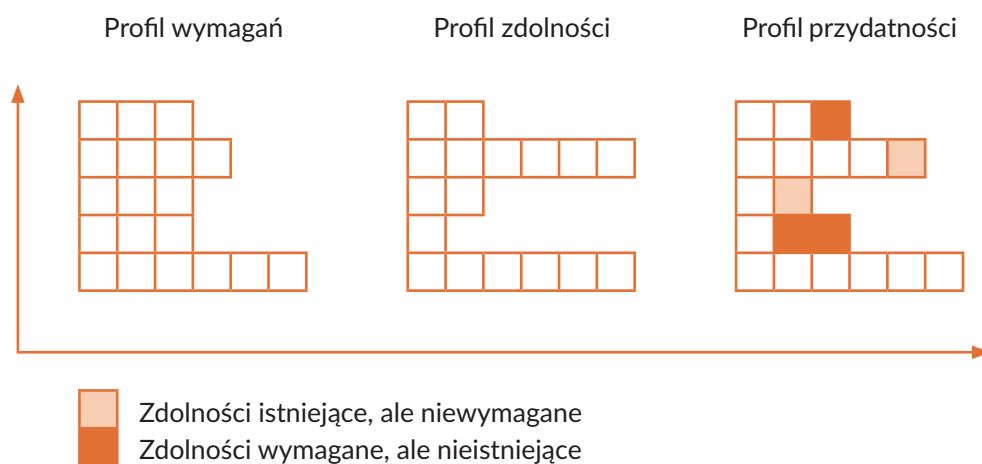 Profil wymagań
Profil zdolności
Profil przydatności
Zdolności istniejące, ale niewymagane
Zdolności wymagane, ale nieistniejące